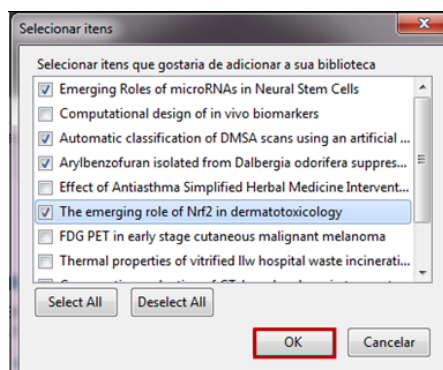 Selecionar itens
Selecionar itens que gostaria de adicionar a sua biblioteca
Emerging Roles of microRNAs in Neural Stem Cells
Computational design of in vivo biomarkers
Automatic classification of DMSA scans using an artificial ...
Arylbenzofuran isolated from Dalbergia odorifera suppres...
Effect of Antiasthma Simplified Herbal Medicine Intervent...
The emerging role of Nrf2 in dermatotoxicology
FDG PET in early stage cutaneous malignant melanoma
Thermal properties of vitrified llw hospital waste incinerati...
Select All Deselect All
OK Cancelar